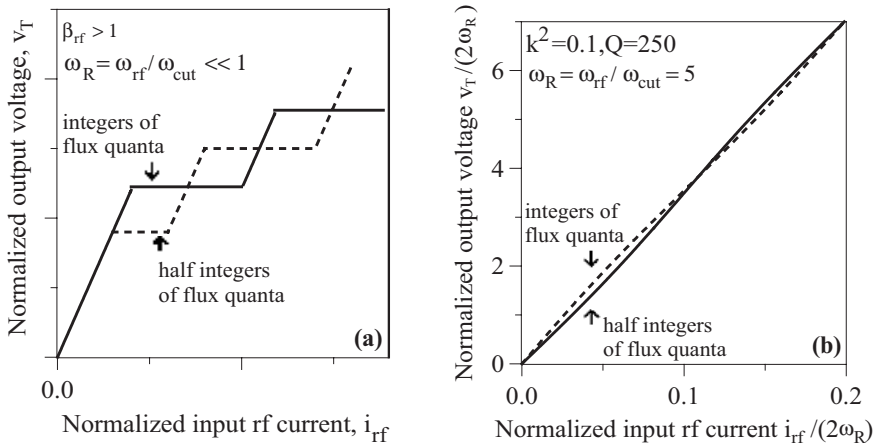 Normalized output voltage, v_T
β_rf > 1
ω_R = ω_rf / ω_cut << 1
integers of
flux quanta
half integers
of flux quanta
(a)
0.0
Normalized input rf current, i_rf
Normalized output voltage v_T/(2ω_R)
6
4
2
0
k²=0.1,Q=250
ω_R = ω_rf / ω_cut = 5
integers of
flux quanta
half integers
of flux quanta
(b)
0.0
0.1
0.2
Normalized input rf current i_rf/(2ω_R)